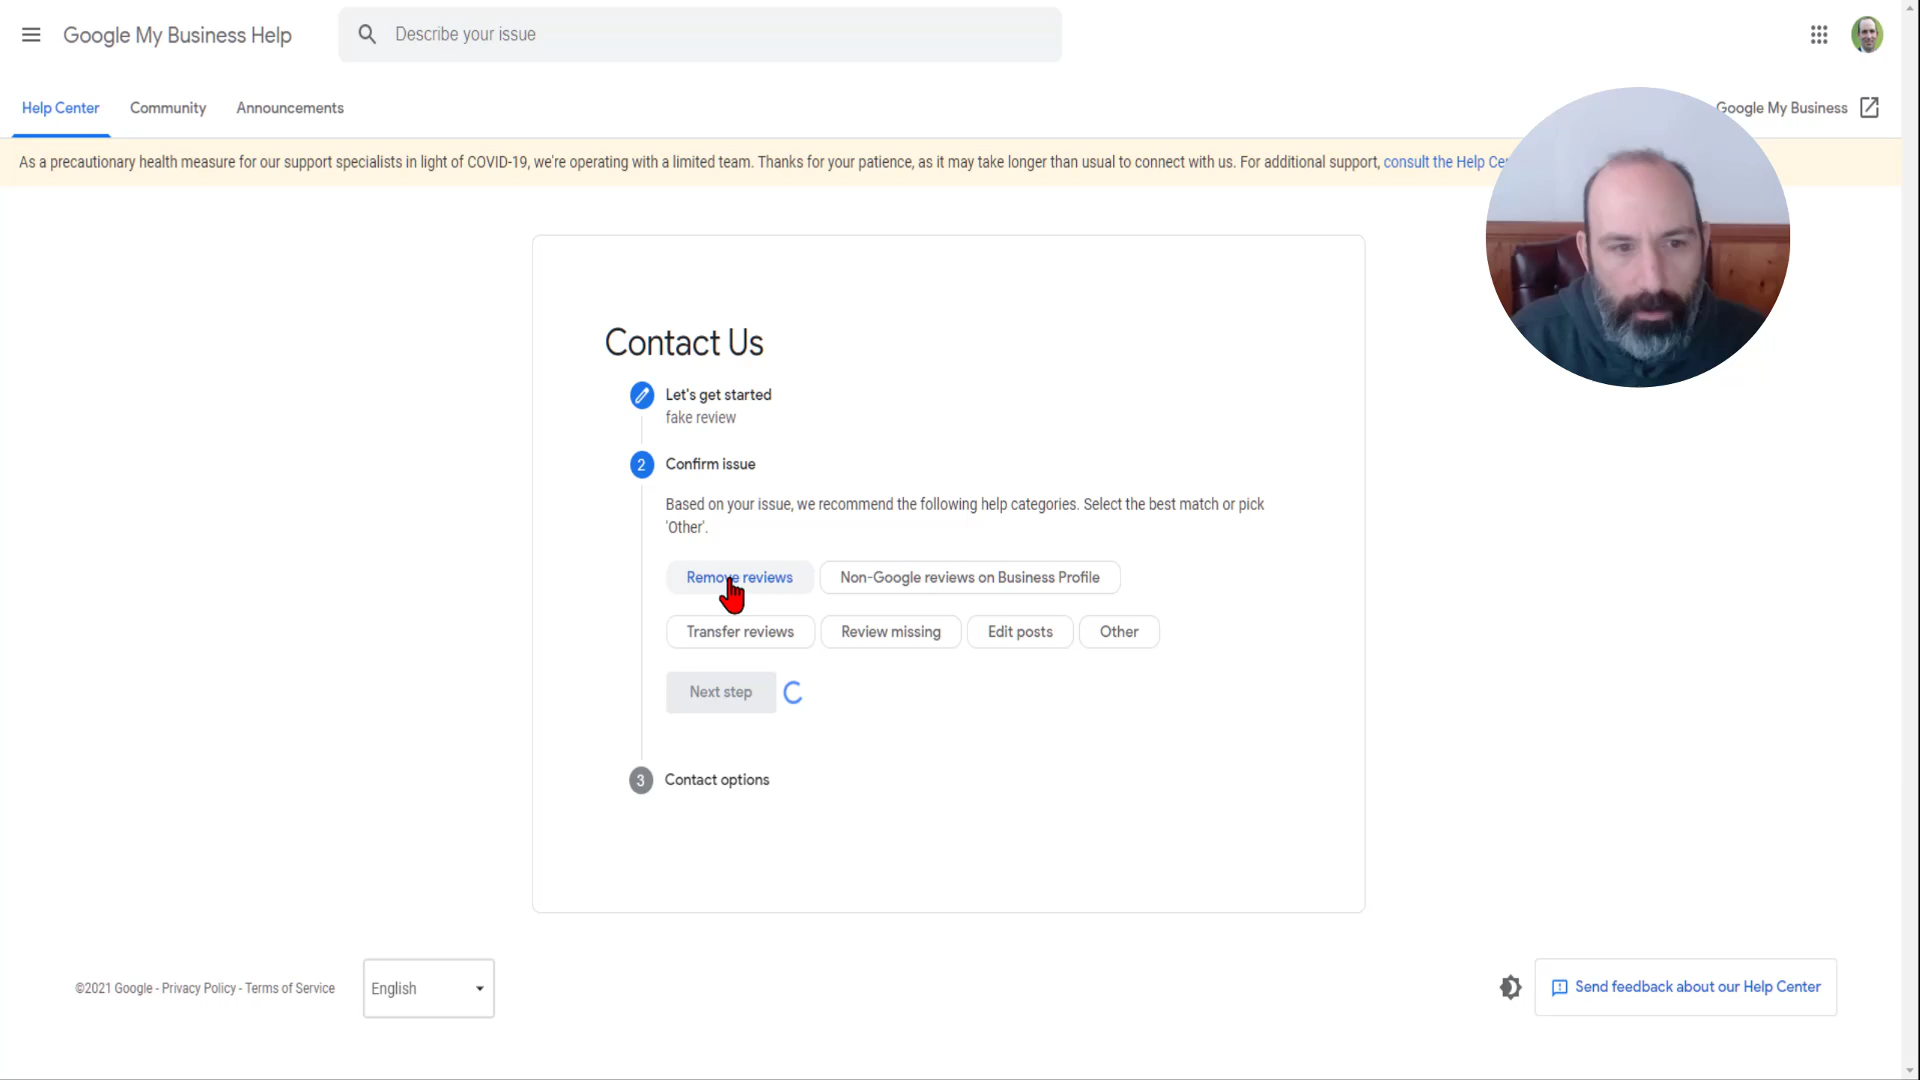 Google My Business Help
Describe your issue
Help Center
Community
Announcements
Google My Business
As a precautionary health measure for our support specialists in light of COVID-19, we're operating with a limited team. Thanks for your patience, as it may take longer than usual to connect with us. For additional support, consult the Help
Contact Us
Let's get started
fake review
2
Confirm issue
Based on your issue, we recommend the following help categories. Select the best match or pick
'Other'.
Remove reviews
Non-Google reviews on Business Profile
Transfer reviews
Review missing
Edit posts
Other
Next step
3
Contact options
©2021 Google - Privacy Policy - Terms of Service
English
Send feedback about our Help Center